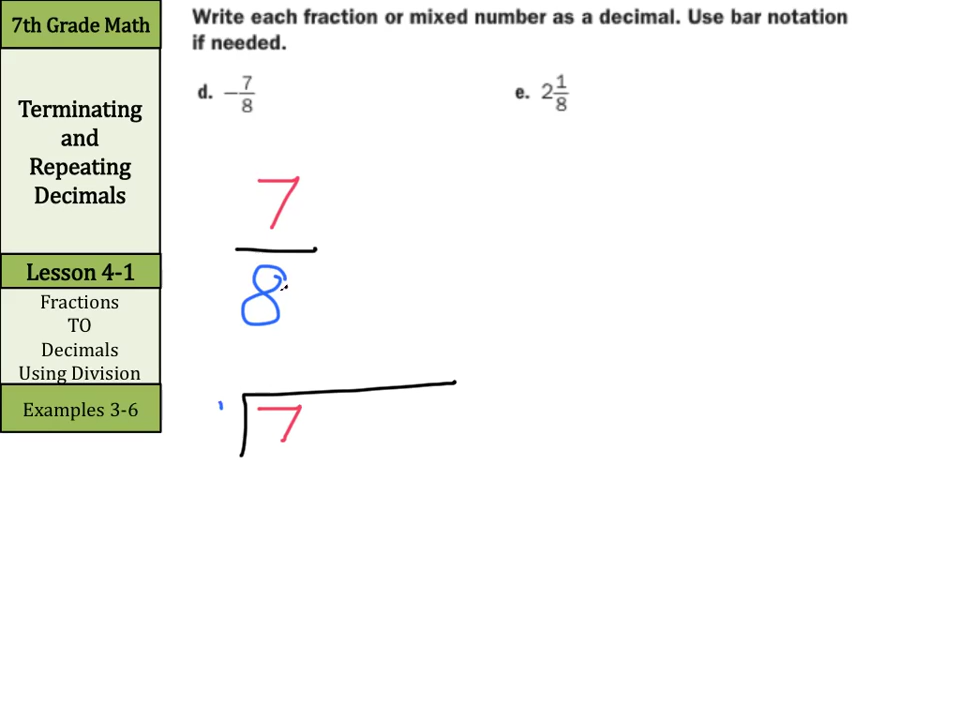 7th Grade Math
Terminating
and
Repeating
Decimals
Lesson 4-1
Fractions
TO
Decimals
Using Division
Examples 3-6
Write each fraction or mixed number as a decimal. Use bar notation
if needed.
d. -7/8
e. 2 1/8
7
8
7